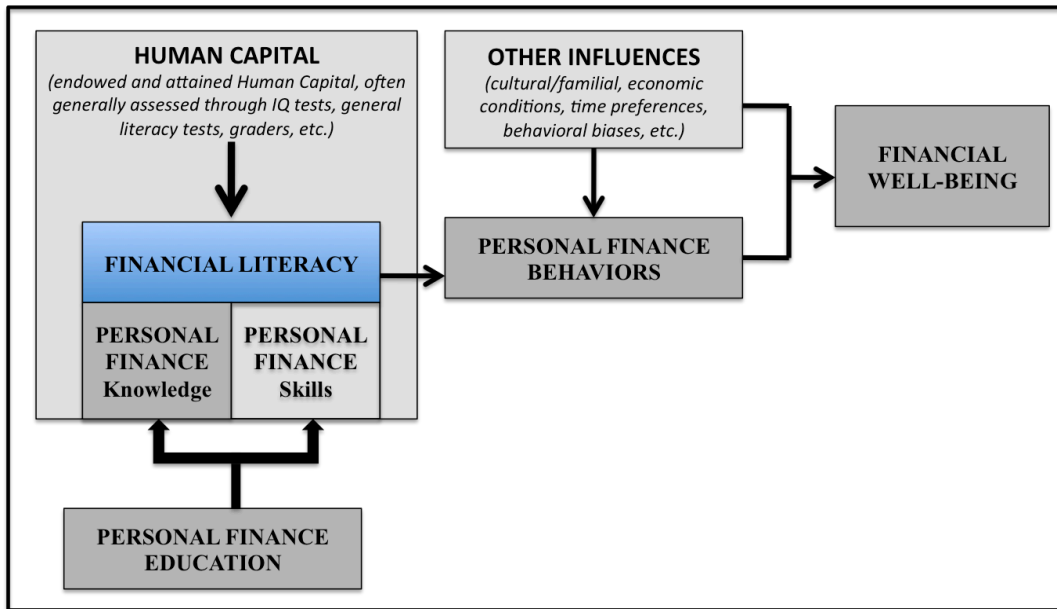 HUMAN CAPITAL
(endowed and attained Human Capital, often
generally assessed through IQ tests, general
literacy tests, graders, etc.)
OTHER INFLUENCES
(cultural/familial, economic
conditions, time preferences,
behavioral biases, etc.)
FINANCIAL
WELL-BEING
FINANCIAL LITERACY
PERSONAL FINANCE
BEHAVIORS
PERSONAL
FINANCE
Knowledge
PERSONAL
FINANCE
Skills
PERSONAL FINANCE
EDUCATION